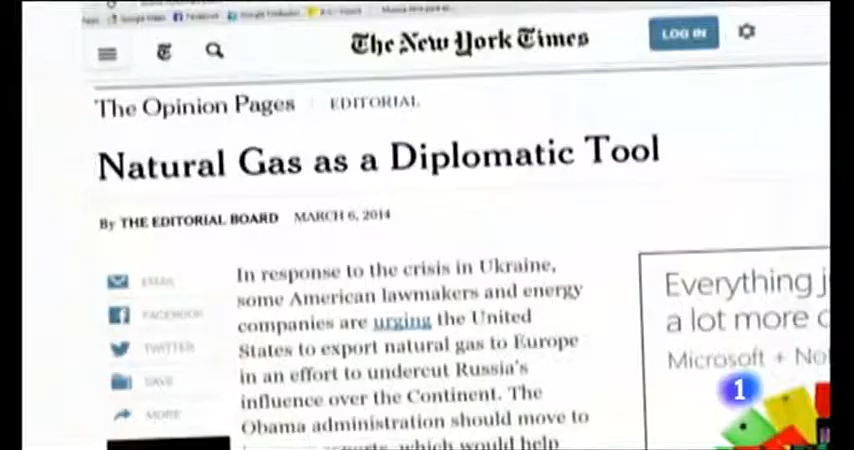 The New York Times
LOG IN
The Opinion Pages EDITORIAL
Natural Gas as a Diplomatic Tool
By THE EDITORIAL BOARD MARCH 6, 2014
In response to the crisis in Ukraine,
some American lawmakers and energy
companies are urging the United
States to export natural gas to Europe
in an effort to undercut Russia's
influence over the Continent. The
Obama administration should move to
which would help
EMAIL
FACEBOOK
TWITTER
SAVE
MORE
Everything j
a lot more
Microsoft + No
1